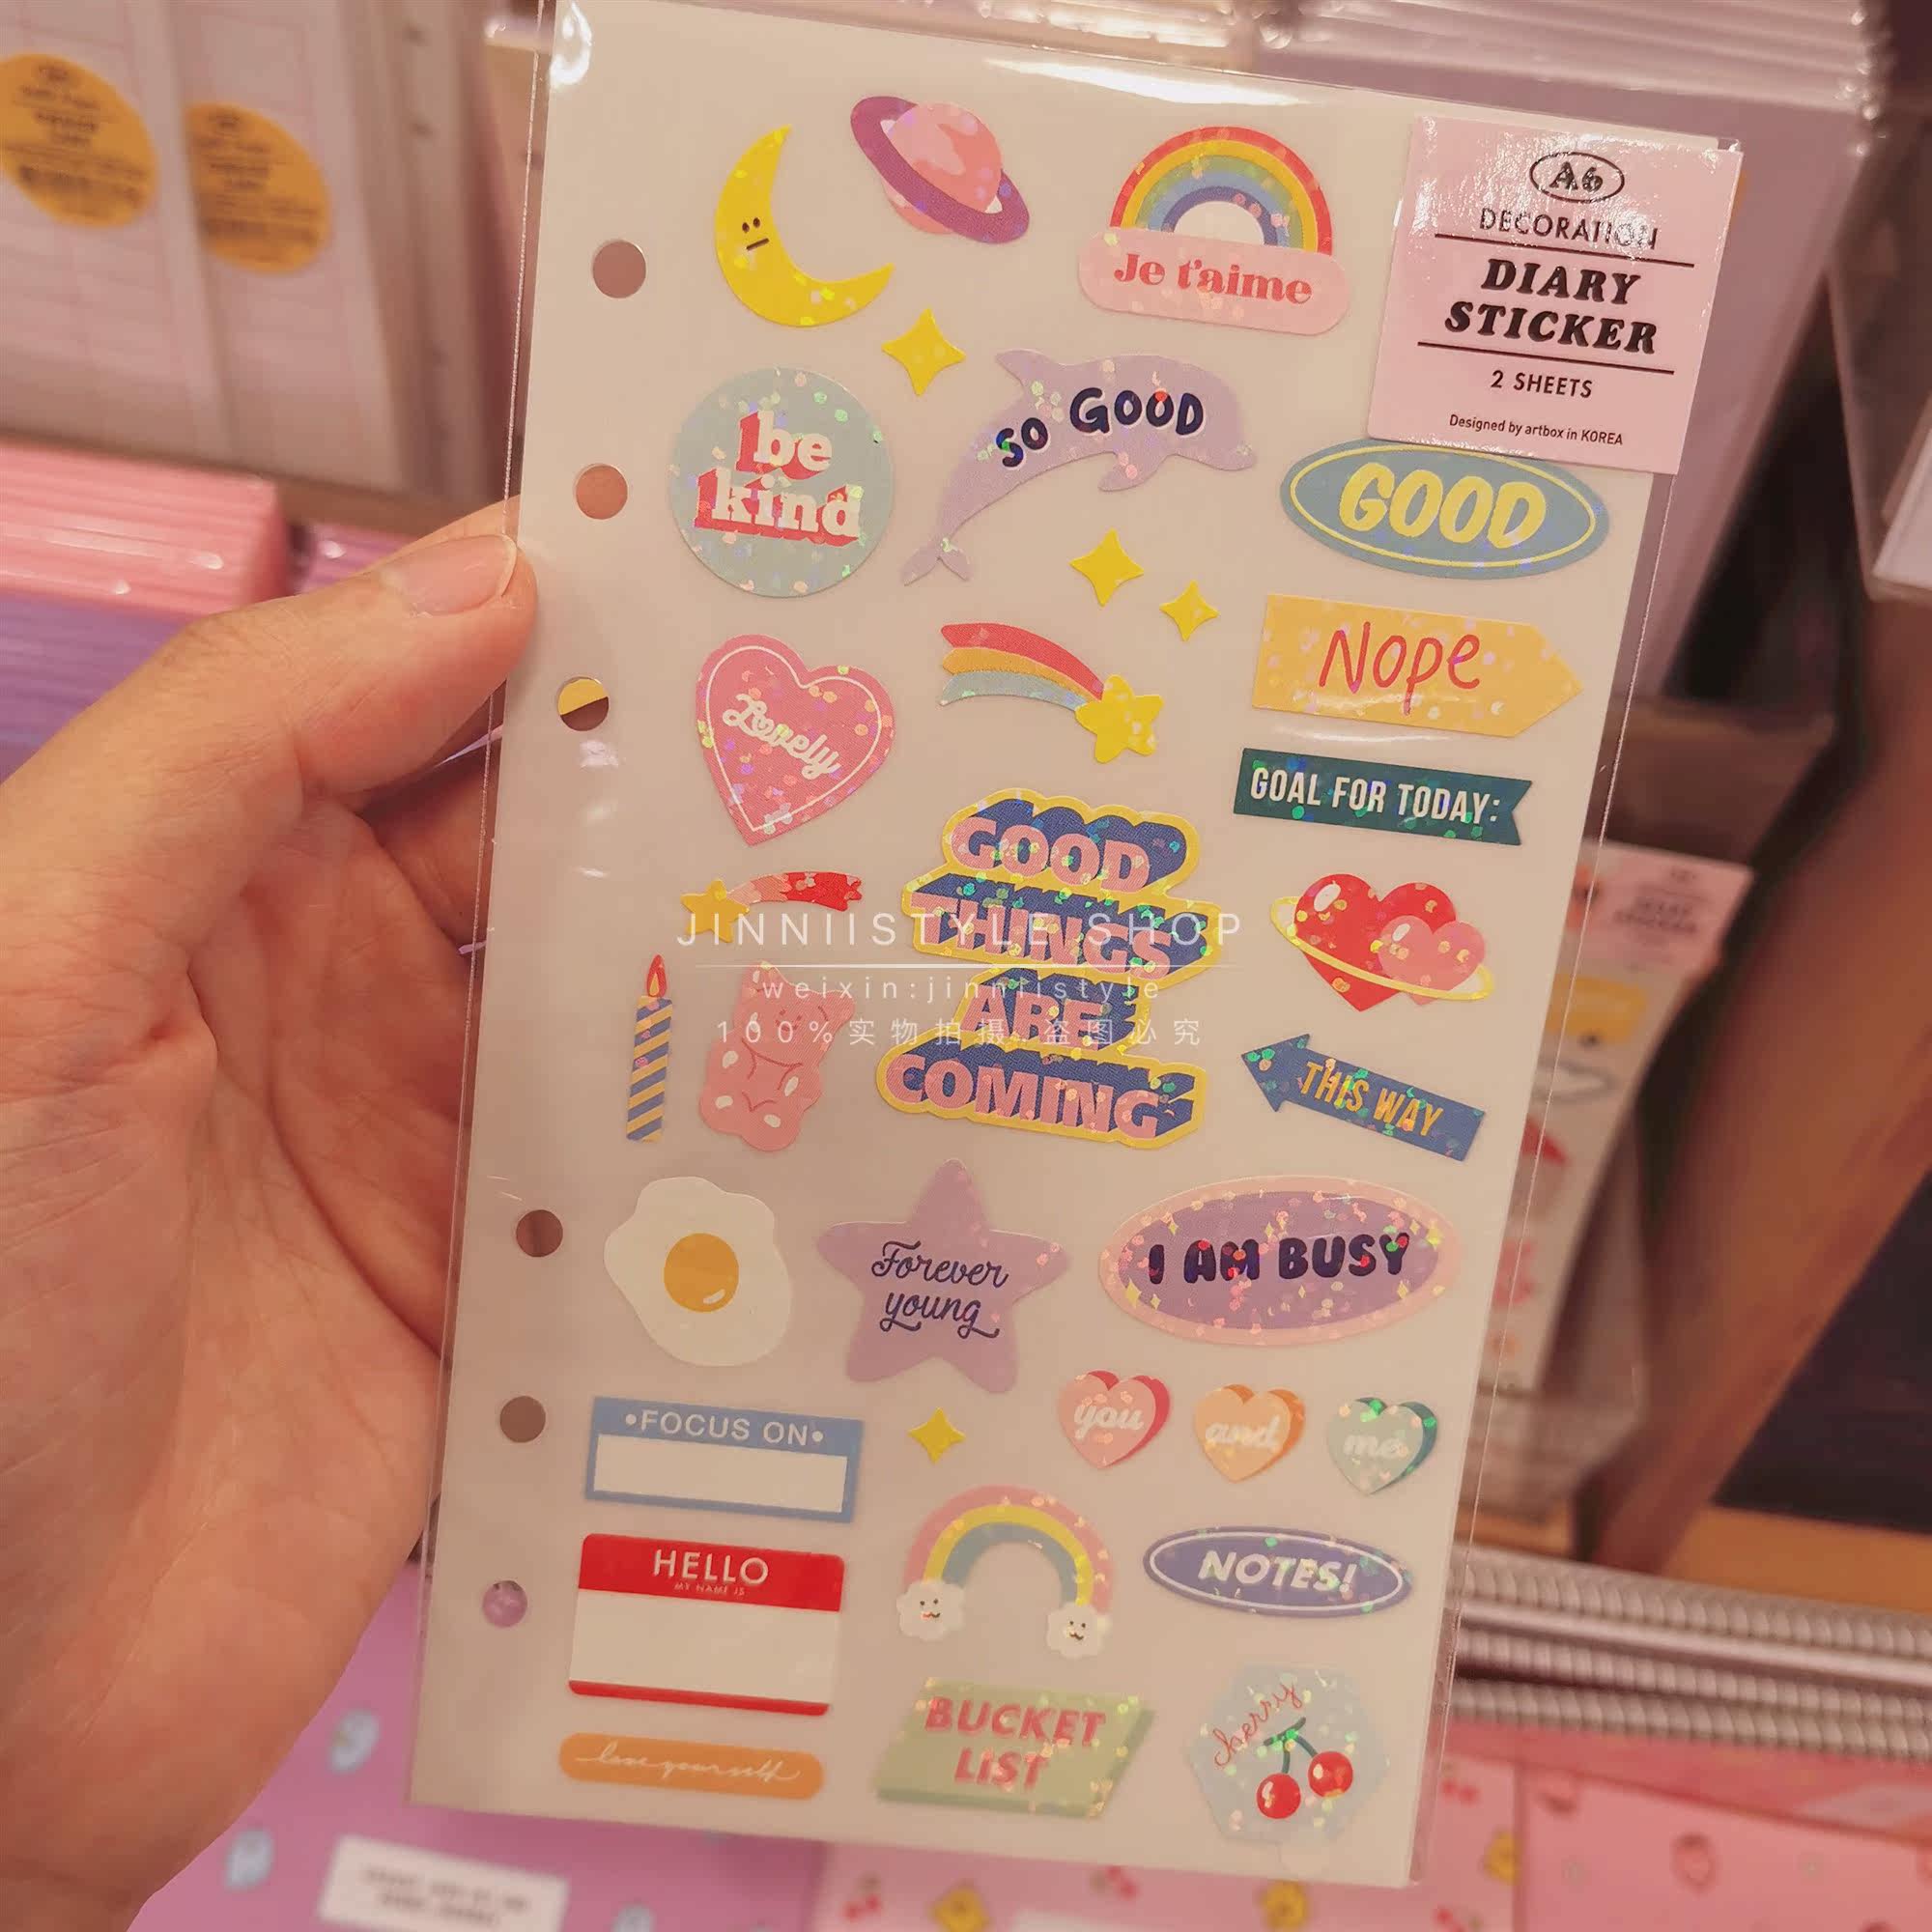 A6
DECORATION
DIARY
STICKER
2 SHEETS
Designed by artbox in KOREA
Je t'aime
be
kind
SO GOOD
GOOD
Nope
Lovely
GOAL FOR TODAY:
GOOD
THINGS
ARE
COMING
JINNIISTYLE SHOP
weixin:jinniistyle
100%实物拍摄.盗图必究
THIS WAY
Forever
young
I AM BUSY
•FOCUS ON•
you
and
me
HELLO
MY NAME IS
NOTES!
BUCKET
LIST
cherry
love yourself